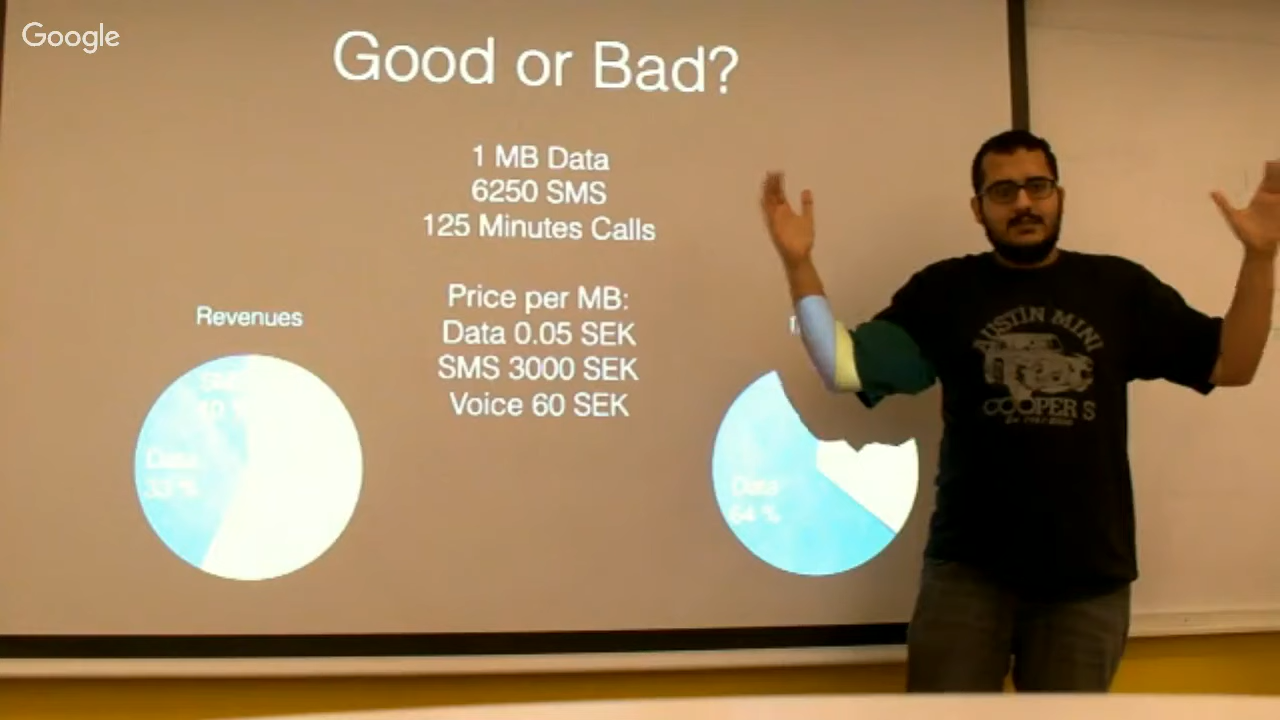 Google
Good or Bad?
1 MB Data
6250 SMS
125 Minutes Calls
Price per MB:
Data 0.05 SEK
SMS 3000 SEK
Voice 60 SEK
Revenues
Data
33 %
Data
64 %
AUSTIN MINI
COOPER S